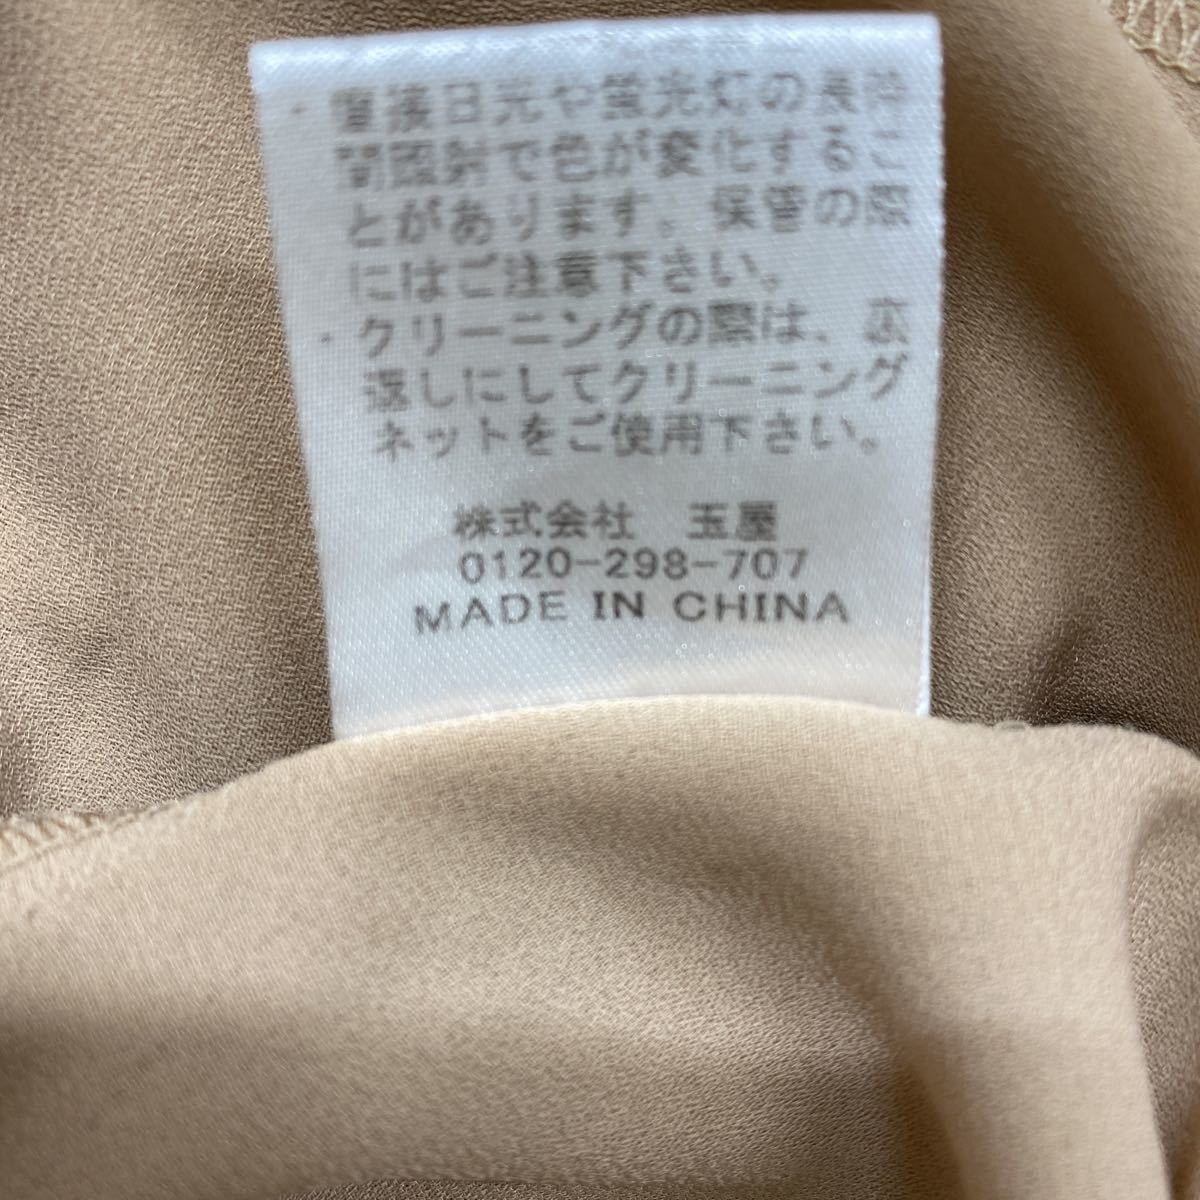 ・直接日光や蛍光灯の長時
間照射で色が変化するこ
とがあります。保管の際
にはご注意下さい。
・クリーニングの際は、裏
返しにしてクリーニング
ネットをご使用下さい。
株式会社 玉屋
0120-298-707
MADE IN CHINA